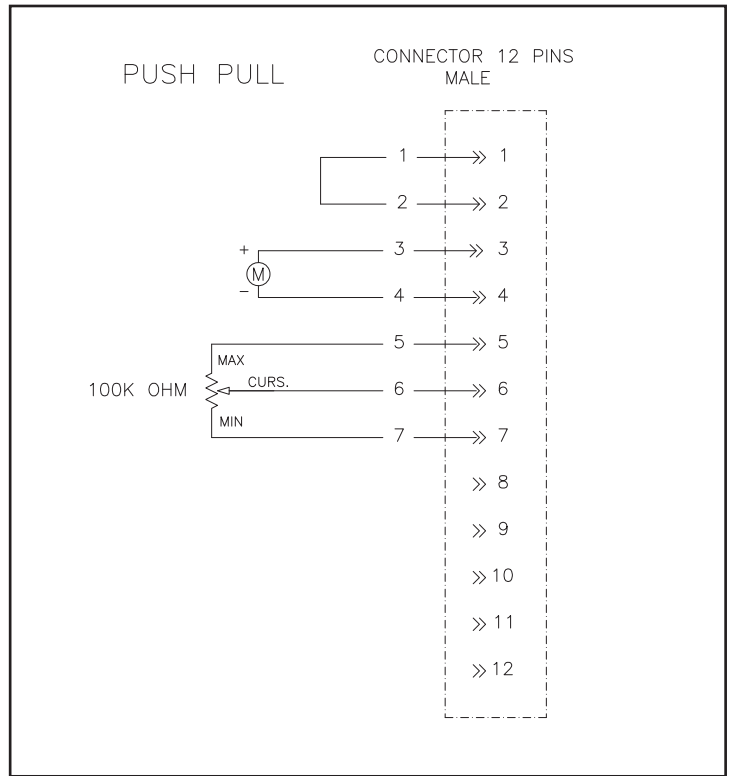 PUSH PULL
CONNECTOR 12 PINS
MALE
1 1
2 2
+ 3 3
M
- 4 4
5 5
MAX
100K OHM CURS. 6 6
MIN
7 7
8
9
10
11
12